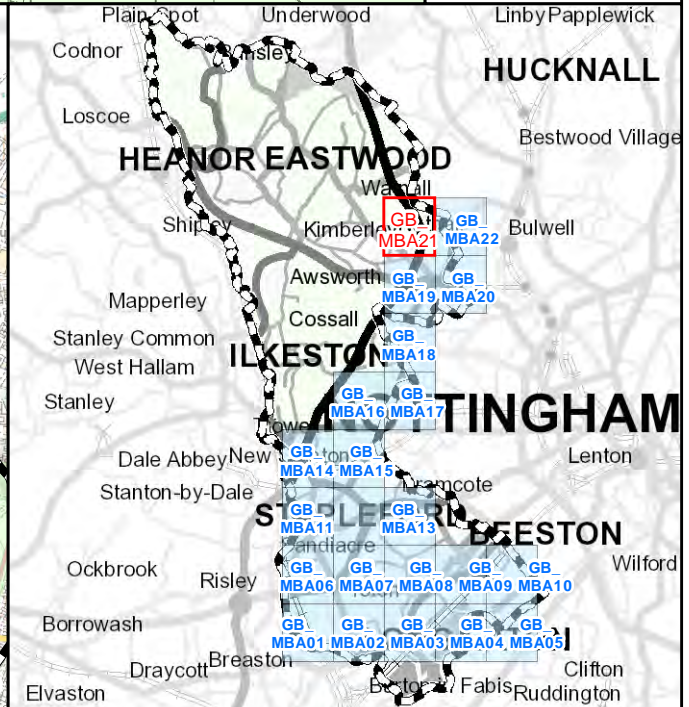 Plain Spot Underwood Linby Papplewick
Codnor
HUCKNALL
Loscoe
Bestwood Village
HEANOR EASTWOOD
GB_
MBA21
GB_
MBA22
Bulwell
Shipley Kimberley
Awsworth
GB_
MBA19
GB_
MBA20
Mapperley
Cossall
Stanley Common
GB_
MBA18
West Hallam
ILKESTON
Stanley
GB_
MBA16
GB_
MBA17
TTINGHAM
Dale Abbey New
GB_
MBA14
GB_
MBA15
Lenton
Stanton-by-Dale
GB_
MBA11
GB_
MBA13
BEESTON
Ockbrook
Risley
GB_
MBA06
GB_
MBA07
GB_
MBA08
GB_
MBA09
GB_
MBA10
Wilford
Borrowash
GB_
MBA01
GB_
MBA02
GB_
MBA03
GB_
MBA04
GB_
MBA05
Draycott Breaston
Clifton
Elvaston
Fabis Ruddington